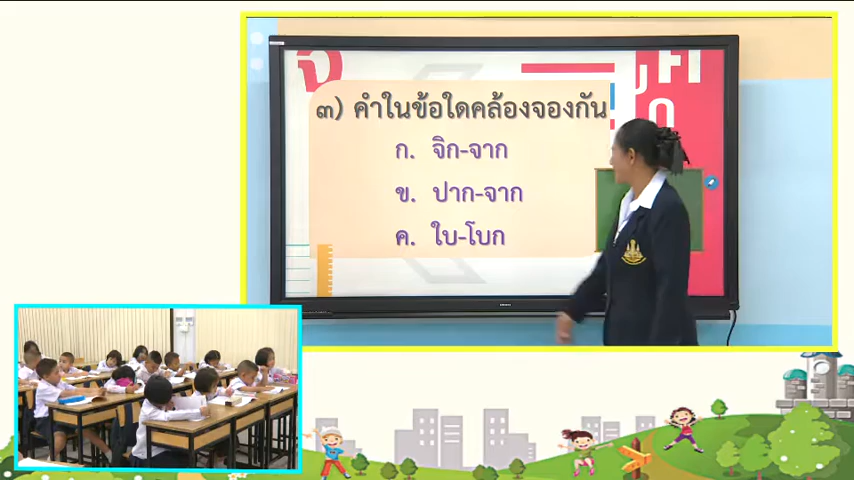 ๓) คำในข้อใดคล้องจองกัน
ก. จิก-จาก
ข. ปาก-จาก
ค. ใบ-โบก